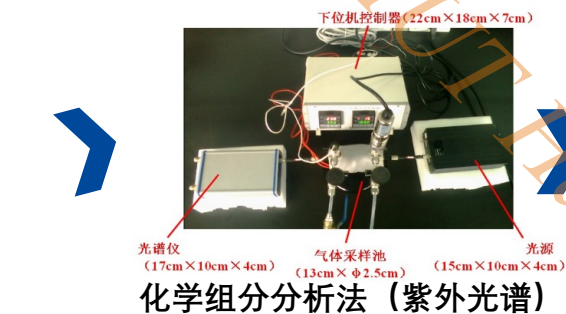 下位机控制器（22cm×18cm×7cm）
光谱仪
（17cm×10cm×4cm）
气体采样池
（13cm×φ2.5cm）
光源
（15cm×10cm×4cm）
化学组分分析法（紫外光谱）